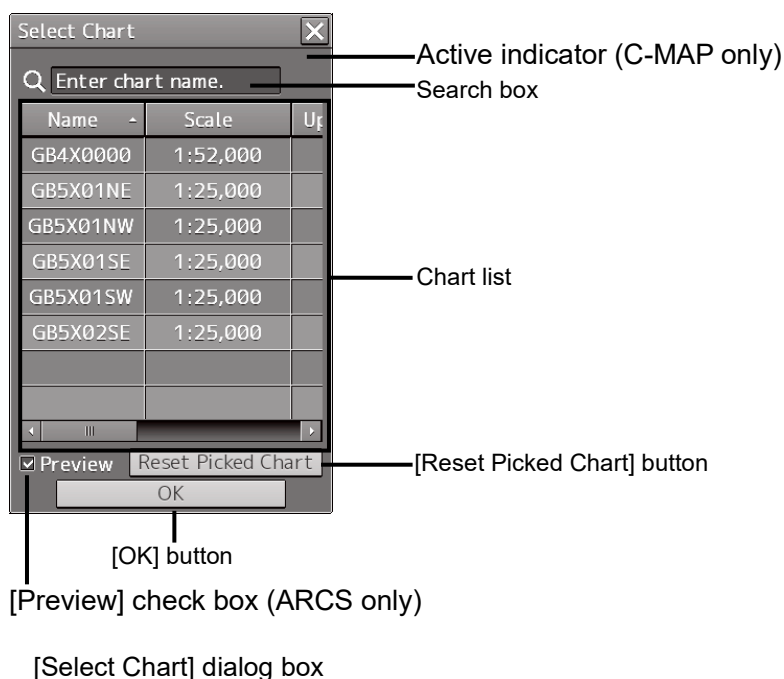 Select Chart
Active indicator (C-MAP only)
Enter chart name.
Search box
Name Scale Up
GB4X0000 1:52,000
GB5X01NE 1:25,000
GB5X01NW 1:25,000
GB5X01SE 1:25,000
Chart list
GB5X01SW 1:25,000
GB5X02SE 1:25,000
Preview Reset Picked Chart
[Reset Picked Chart] button
OK
[OK] button
[Preview] check box (ARCS only)
[Select Chart] dialog box